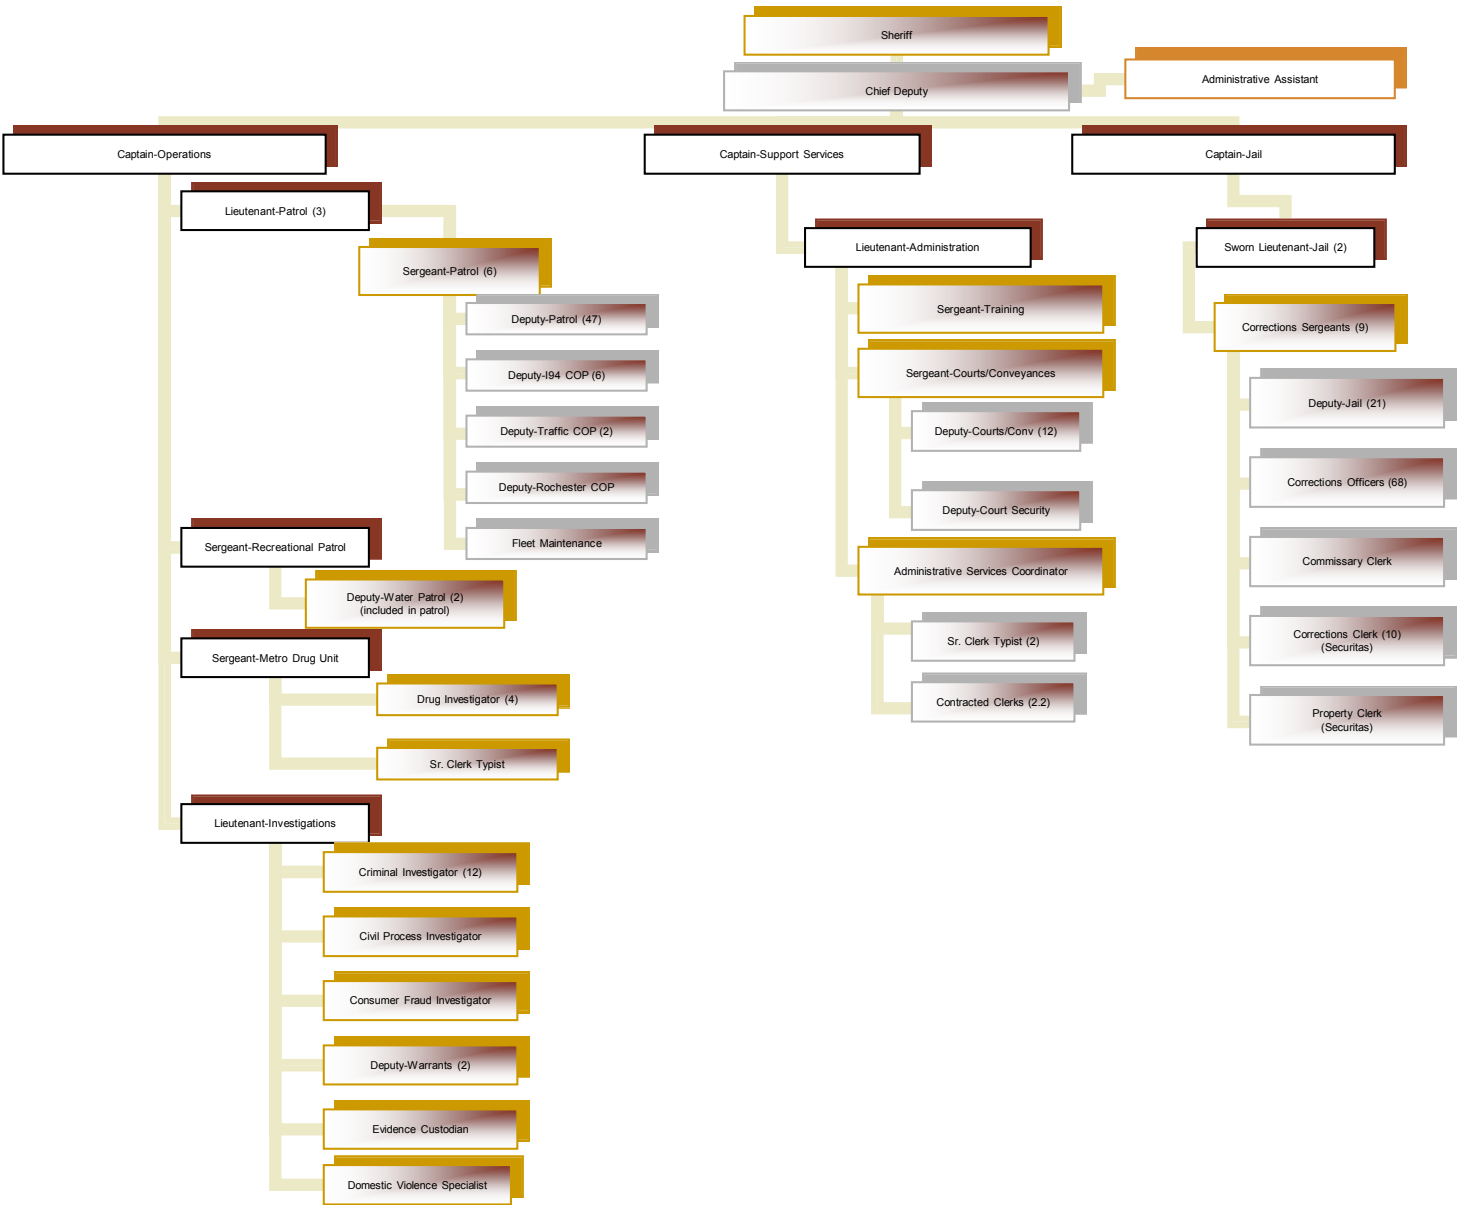 Sheriff
Chief Deputy
Administrative Assistant
Captain-Operations
Captain-Support Services
Captain-Jail
Lieutenant-Patrol (3)
Sergeant-Patrol (6)
Deputy-Patrol (47)
Deputy-I94 COP (6)
Deputy-Traffic COP (2)
Deputy-Rochester COP
Fleet Maintenance
Sergeant-Recreational Patrol
Deputy-Water Patrol (2)
(included in patrol)
Sergeant-Metro Drug Unit
Drug Investigator (4)
Sr. Clerk Typist
Lieutenant-Investigations
Criminal Investigator (12)
Civil Process Investigator
Consumer Fraud Investigator
Deputy-Warrants (2)
Evidence Custodian
Domestic Violence Specialist
Lieutenant-Administration
Sergeant-Training
Sergeant-Courts/Conveyances
Deputy-Courts/Conv (12)
Deputy-Court Security
Administrative Services Coordinator
Sr. Clerk Typist (2)
Contracted Clerks (2.2)
Sworn Lieutenant-Jail (2)
Corrections Sergeants (9)
Deputy-Jail (21)
Corrections Officers (68)
Commissary Clerk
Corrections Clerk (10)
(Securitas)
Property Clerk
(Securitas)